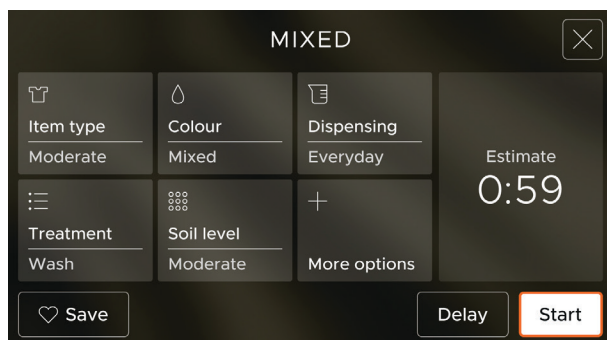 MIXED
Item type
Moderate
Colour
Mixed
Dispensing
Everyday
Estimate
0:59
Treatment
Wash
Soil level
Moderate
More options
Save
Delay
Start